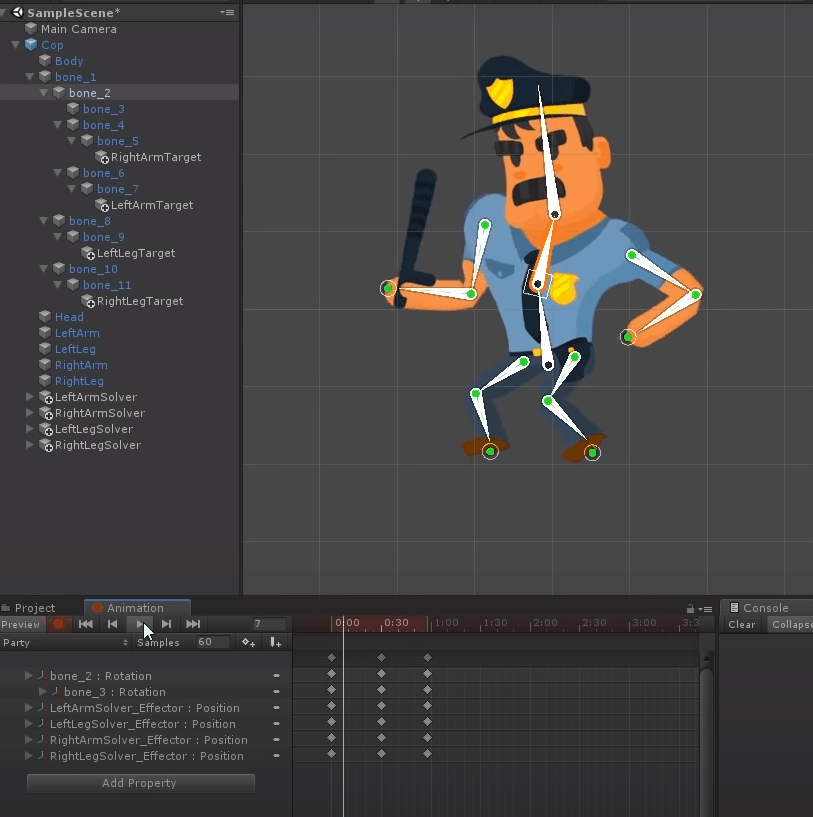 SampleScene*
Main Camera
Cop
Body
bone_1
bone_2
bone_3
bone_4
bone_5
RightArmTarget
bone_6
bone_7
LeftArmTarget
bone_8
bone_9
LeftLegTarget
bone_10
bone_11
RightLegTarget
Head
LeftArm
LeftLeg
RightArm
RightLeg
LeftArmSolver
RightArmSolver
LeftLegSolver
RightLegSolver
Project Animation Console
Preview 7 0:00 0:30 1:00 1:30 2:00 2:30 3:00 3:3 Clear Collapse
Party Samples 60
bone_2 : Rotation
bone_3 : Rotation
LeftArmSolver_Effector : Position
LeftLegSolver_Effector : Position
RightArmSolver_Effector : Position
RightLegSolver_Effector : Position
Add Property